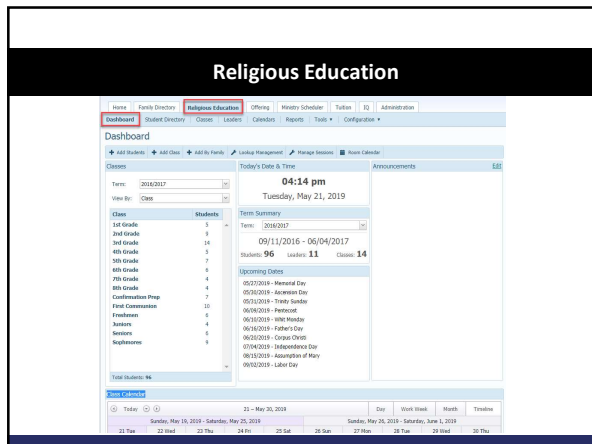 Religious Education
Home Family Directory Religious Education Offering Ministry Scheduler Tuition IQ Administration
Dashboard Student Directory Classes Leaders Calendars Reports Tools Configuration
Dashboard
Add Students Add Class Add By Family Lookup Management Manage Sessions Room Calendar
Classes Today's Date & Time Announcements Edit
Term: 2016/2017
View By: Class
Class Students
1st Grade 5
2nd Grade 8
3rd Grade 14
4th Grade 5
5th Grade 7
6th Grade 6
7th Grade 4
8th Grade 4
Confirmation Prep 7
First Communion 10
Freshmen 6
Juniors 4
Seniors 6
Sophmores 9
Total Students: 96
04:14 pm
Tuesday, May 21, 2019
Term Summary
Term: 2016/2017
09/11/2016 - 06/04/2017
Students: 96 Leaders: 11 Classes: 14
Upcoming Dates
05/27/2019 - Memorial Day
05/30/2019 - Ascension Day
05/31/2019 - Trinity Sunday
06/09/2019 - Pentecost
06/10/2019 - Whit Monday
06/16/2019 - Father's Day
06/20/2019 - Corpus Christi
07/04/2019 - Independence Day
08/15/2019 - Assumption of Mary
09/02/2019 - Labor Day
Class Calendar
Today 21 – May 30, 2019 Day Work Week Month Timeline
Sunday, May 19, 2019 - Saturday, May 25, 2019 Sunday, May 26, 2019 - Saturday, June 1, 2019
21 Tue 22 Wed 23 Thu 24 Fri 25 Sat 26 Sun 27 Mon 28 Tue 29 Wed 30 Thu